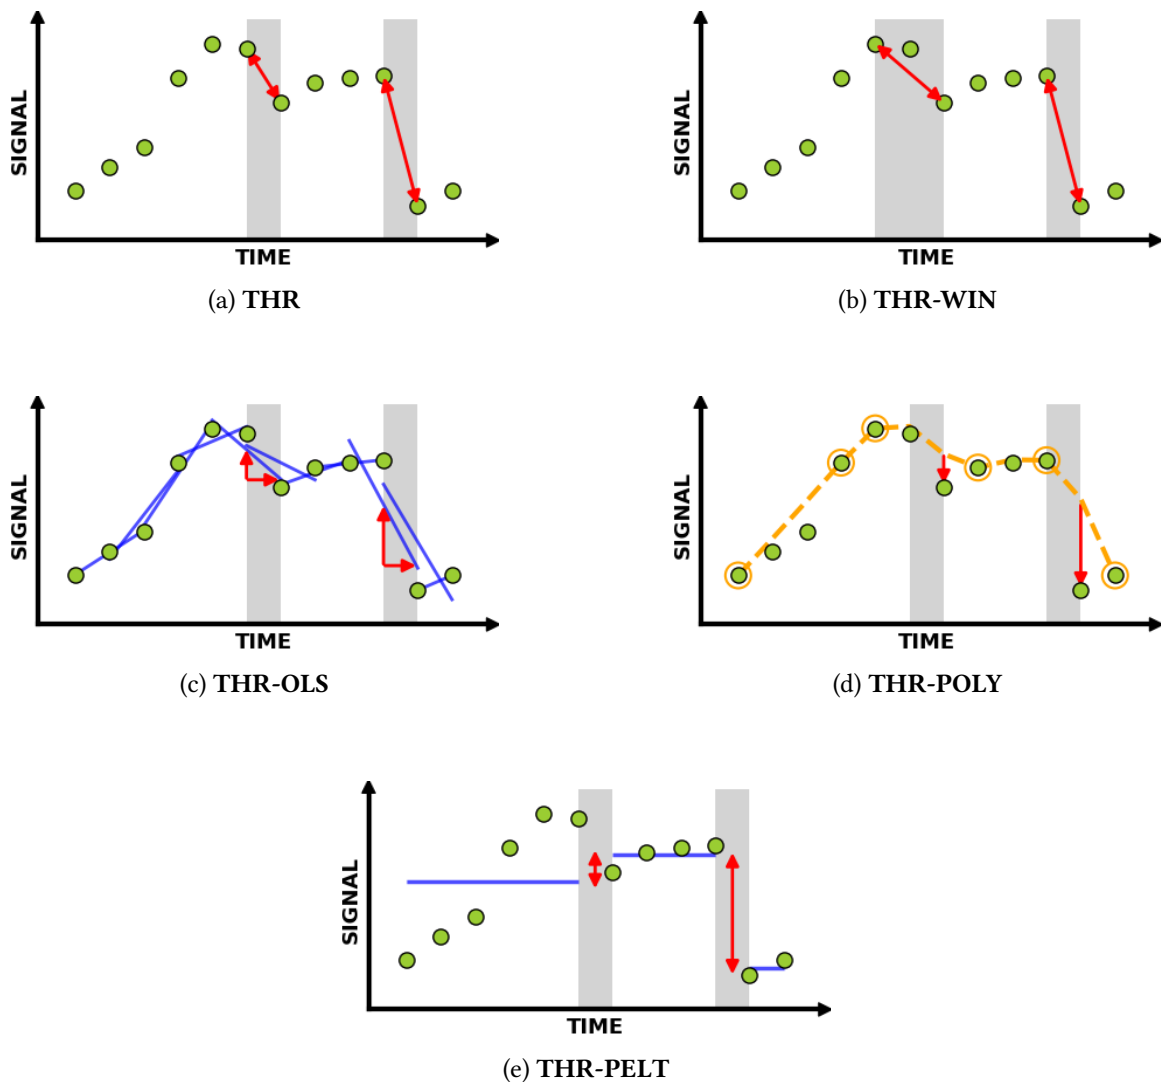 SIGNAL
TIME
(a) THR
SIGNAL
TIME
(b) THR-WIN
SIGNAL
TIME
(c) THR-OLS
SIGNAL
TIME
(d) THR-POLY
SIGNAL
TIME
(e) THR-PELT